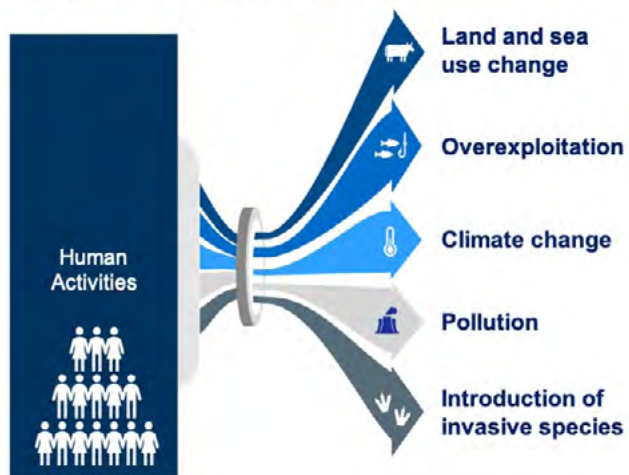 Land and sea
use change
Overexploitation
Climate change
Human
Activities
Pollution
Introduction of
invasive species